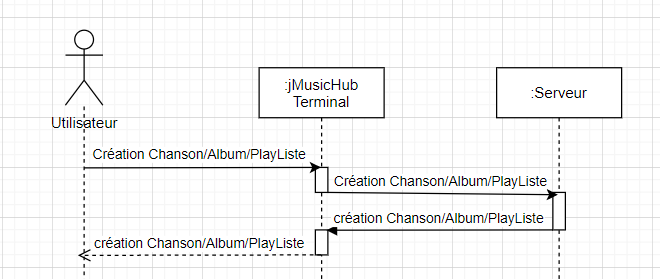 :jMusicHub
Terminal
:Serveur
Utilisateur
Création Chanson/Album/PlayListe
Création Chanson/Album/PlayListe
création Chanson/Album/PlayListe
création Chanson/Album/PlayListe